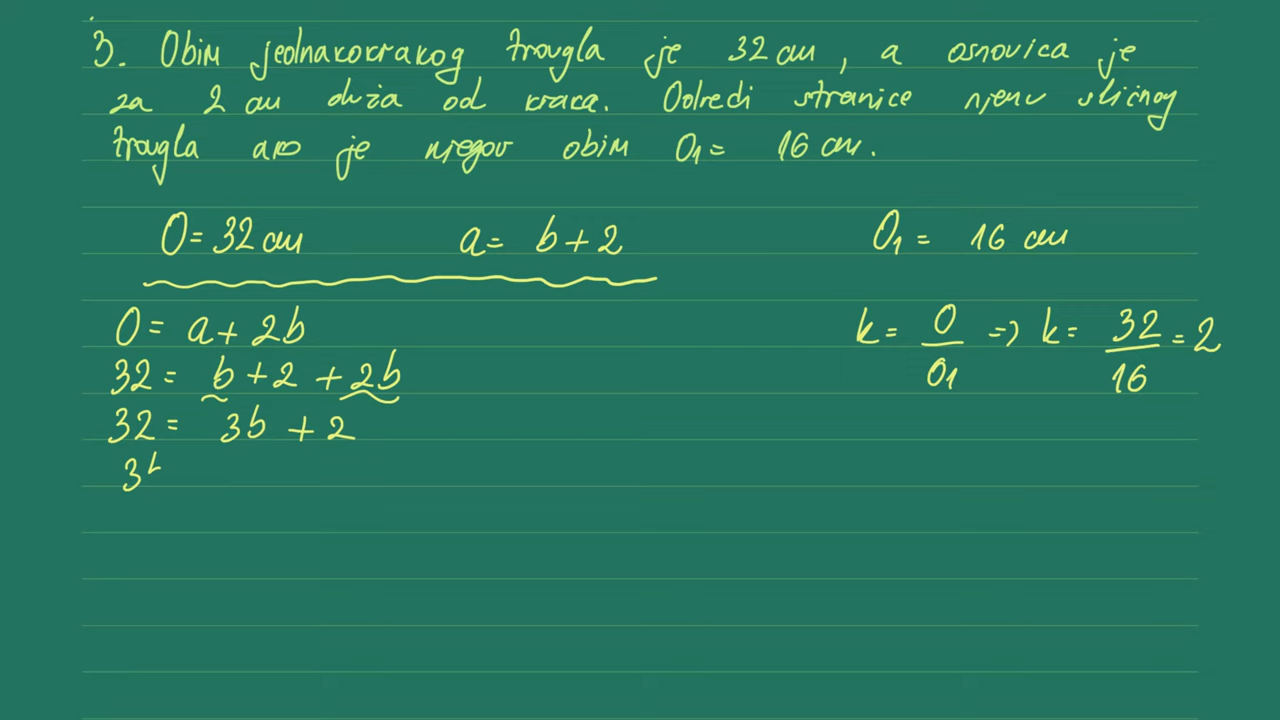 3. Obim jednakokrakog trougla je 32 cm, a osnovica je
za 2 cm duža od kraka. Odredi stranice njemu sličnog
trougla ako je njegov obim O₁ = 16 cm.
O = 32 cm a = b + 2 O₁ = 16 cm
O = a + 2b k = O/O₁ => k = 32/16 = 2
32 = b + 2 + 2b
32 = 3b + 2
3b